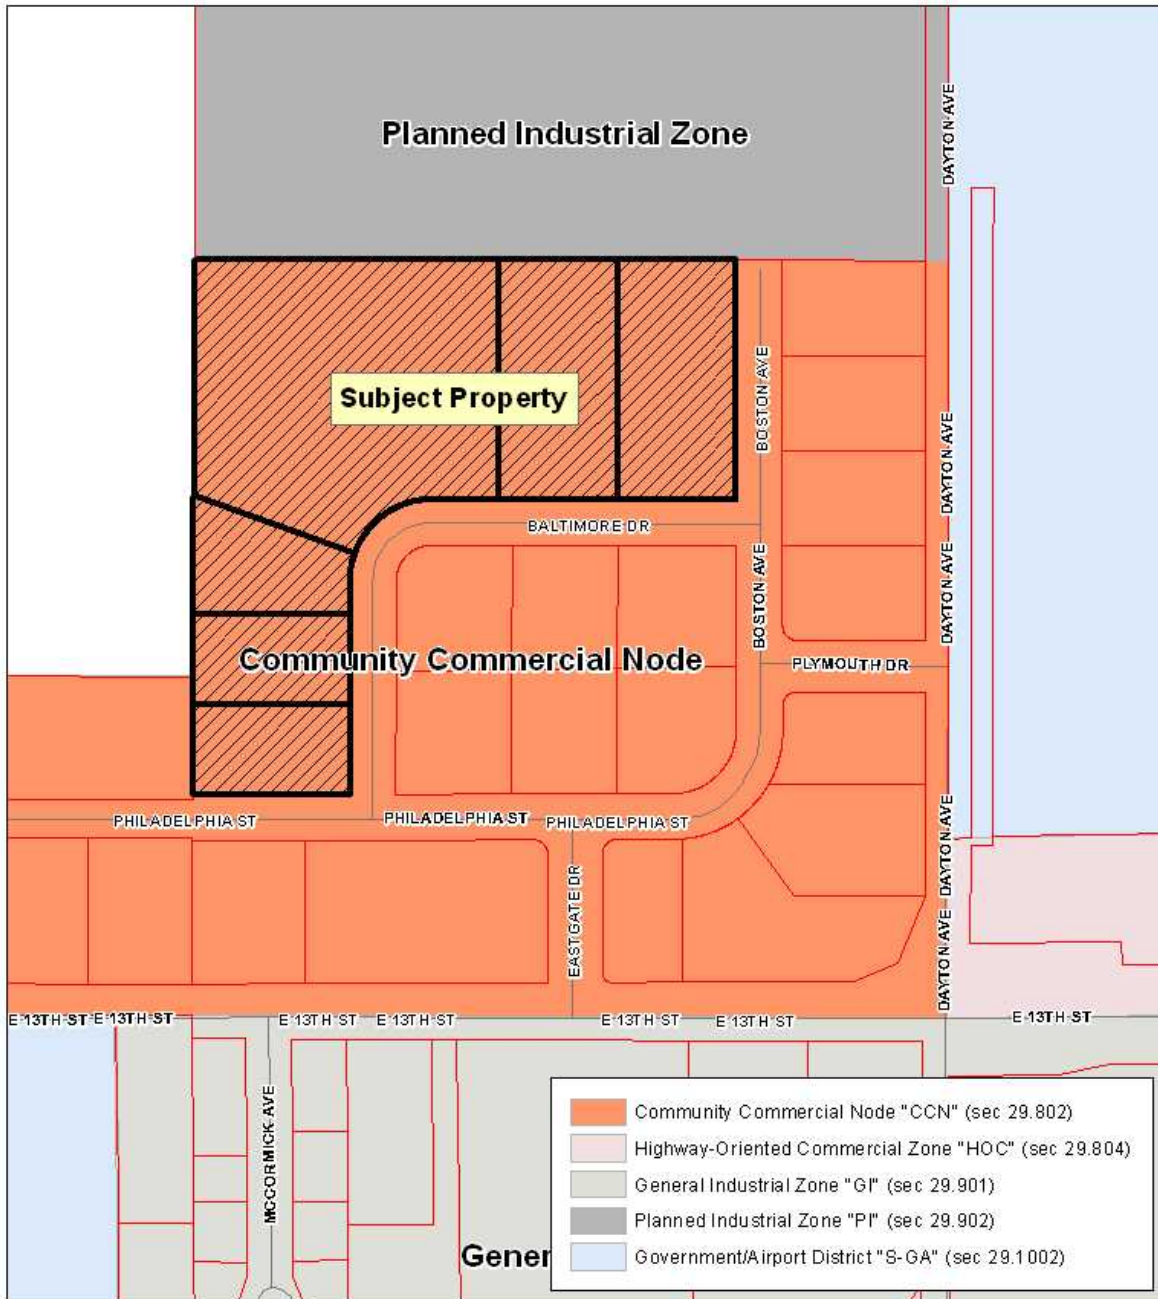 Planned Industrial Zone
DAYTON AVE
Subject Property
BOSTON AVE
DAYTON AVE
BALTIMORE DR
BOSTON AVE
DAYTON AVE
Community Commercial Node
PLYMOUTH DR
PHILADELPHIA ST
PHILADELPHIA ST
PHILADELPHIA ST
DAYTON AVE
DAYTON AVE
EASTGATE DR
E 13TH ST
E 13TH ST
E 13TH ST
E 13TH ST
E 13TH ST
E 13TH ST
E 13TH ST
MCCORMICK AVE
Gener
Community Commercial Node "CCN" (sec 29.802)
Highway-Oriented Commercial Zone "HOC" (sec 29.804)
General Industrial Zone "GI" (sec 29.901)
Planned Industrial Zone "PI" (sec 29.902)
Government/Airport District "S-GA" (sec 29.1002)